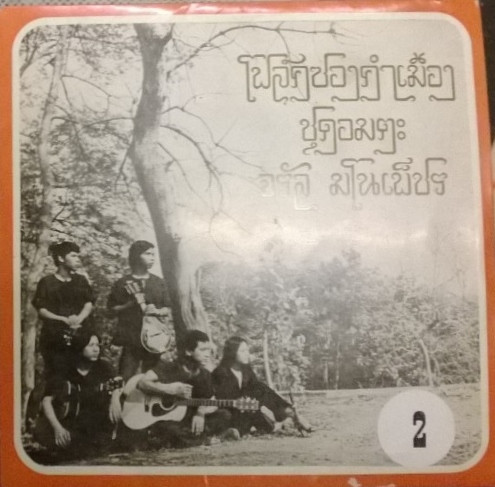 โฟล์คซองคำเมือง
ชุดอมตะ
จรัล มโนเพ็ชร
2